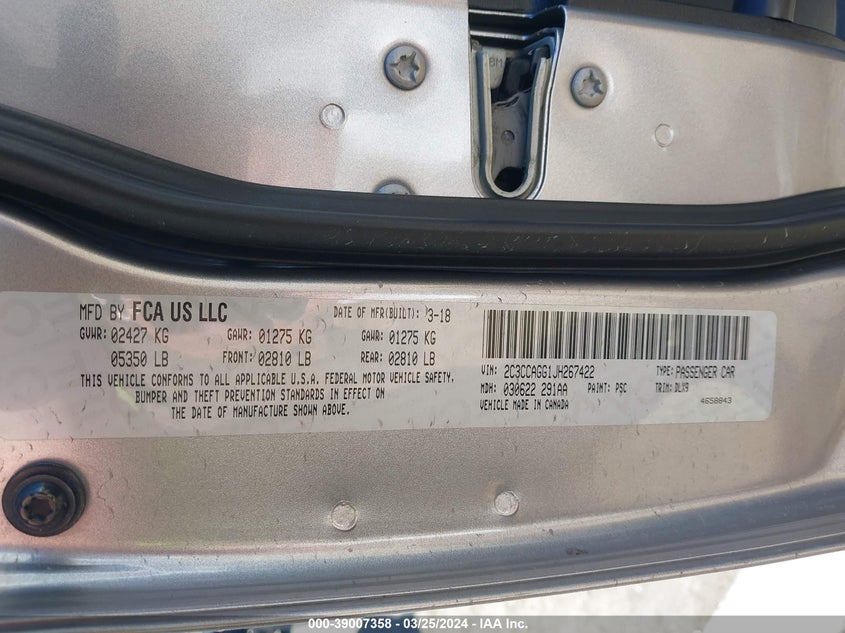 BM
MFD BY FCA US LLC
DATE OF MFR(BUILT): 3-18
GVWR: 02427 KG GAWR: 01275 KG GAWR: 01275 KG
05350 LB FRONT: 02810 LB REAR: 02810 LB
THIS VEHICLE CONFORMS TO ALL APPLICABLE U.S.A. FEDERAL MOTOR VEHICLE SAFETY,
BUMPER AND THEFT PREVENTION STANDARDS IN EFFECT ON
THE DATE OF MANUFACTURE SHOWN ABOVE.
VIN: 2C3CCAGG1JH267422 TYPE: PASSENGER CAR
MDH: 030622 291AA PAINT: PSC TRIM: DLX9
VEHICLE MADE IN CANADA 4658843
000-39007358 - 03/25/2024 - IAA Inc.